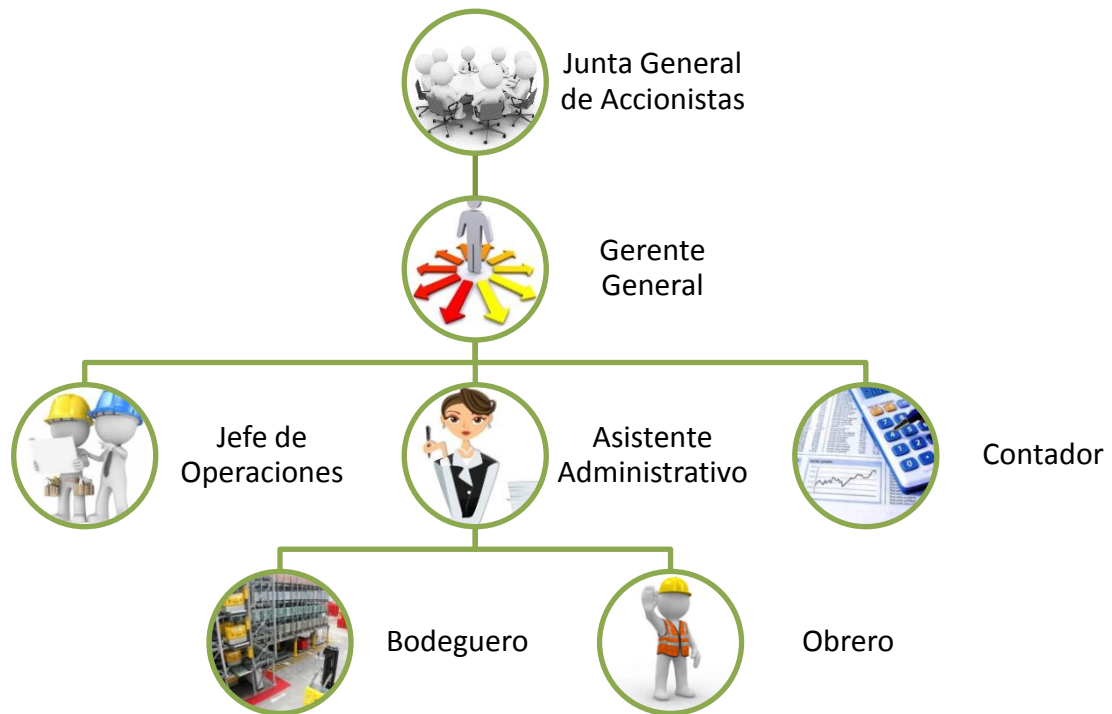 Junta General
de Accionistas
Gerente
General
Jefe de
Operaciones
Asistente
Administrativo
Contador
Bodeguero
Obrero